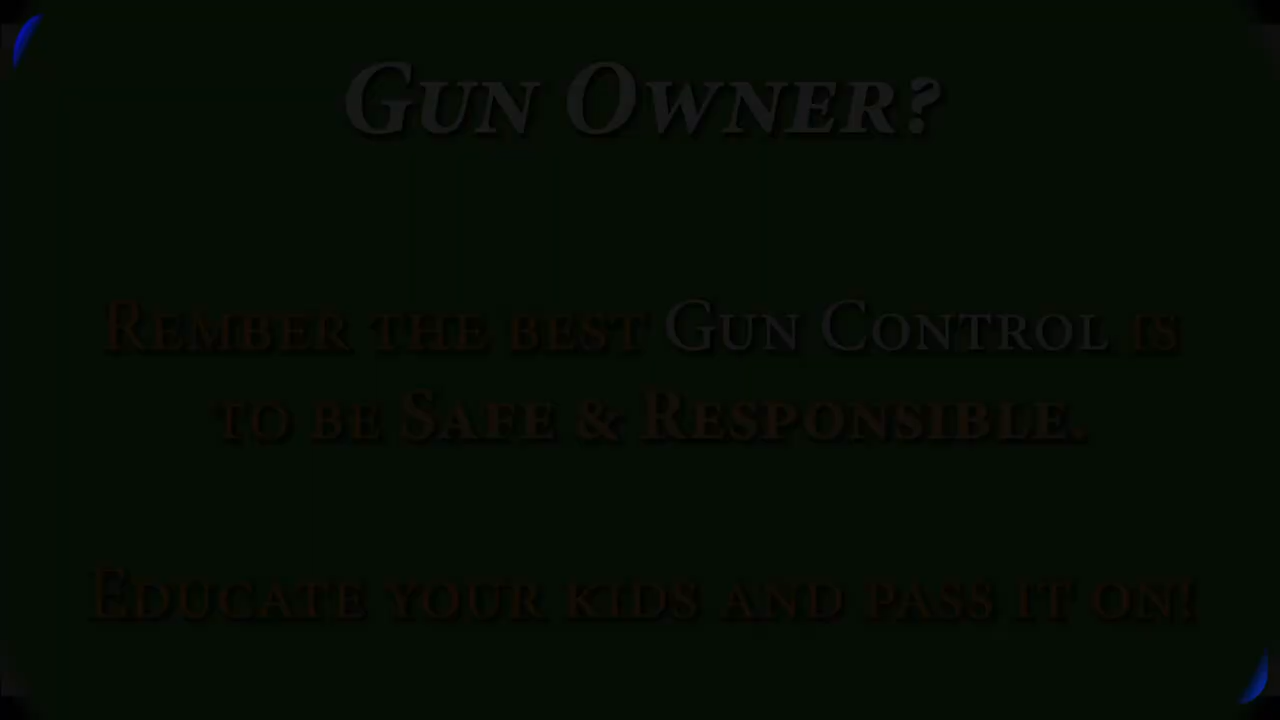 Gun Owner?
Rember the best Gun Control is
to be Safe & Responsible.
Educate your kids and pass it on!